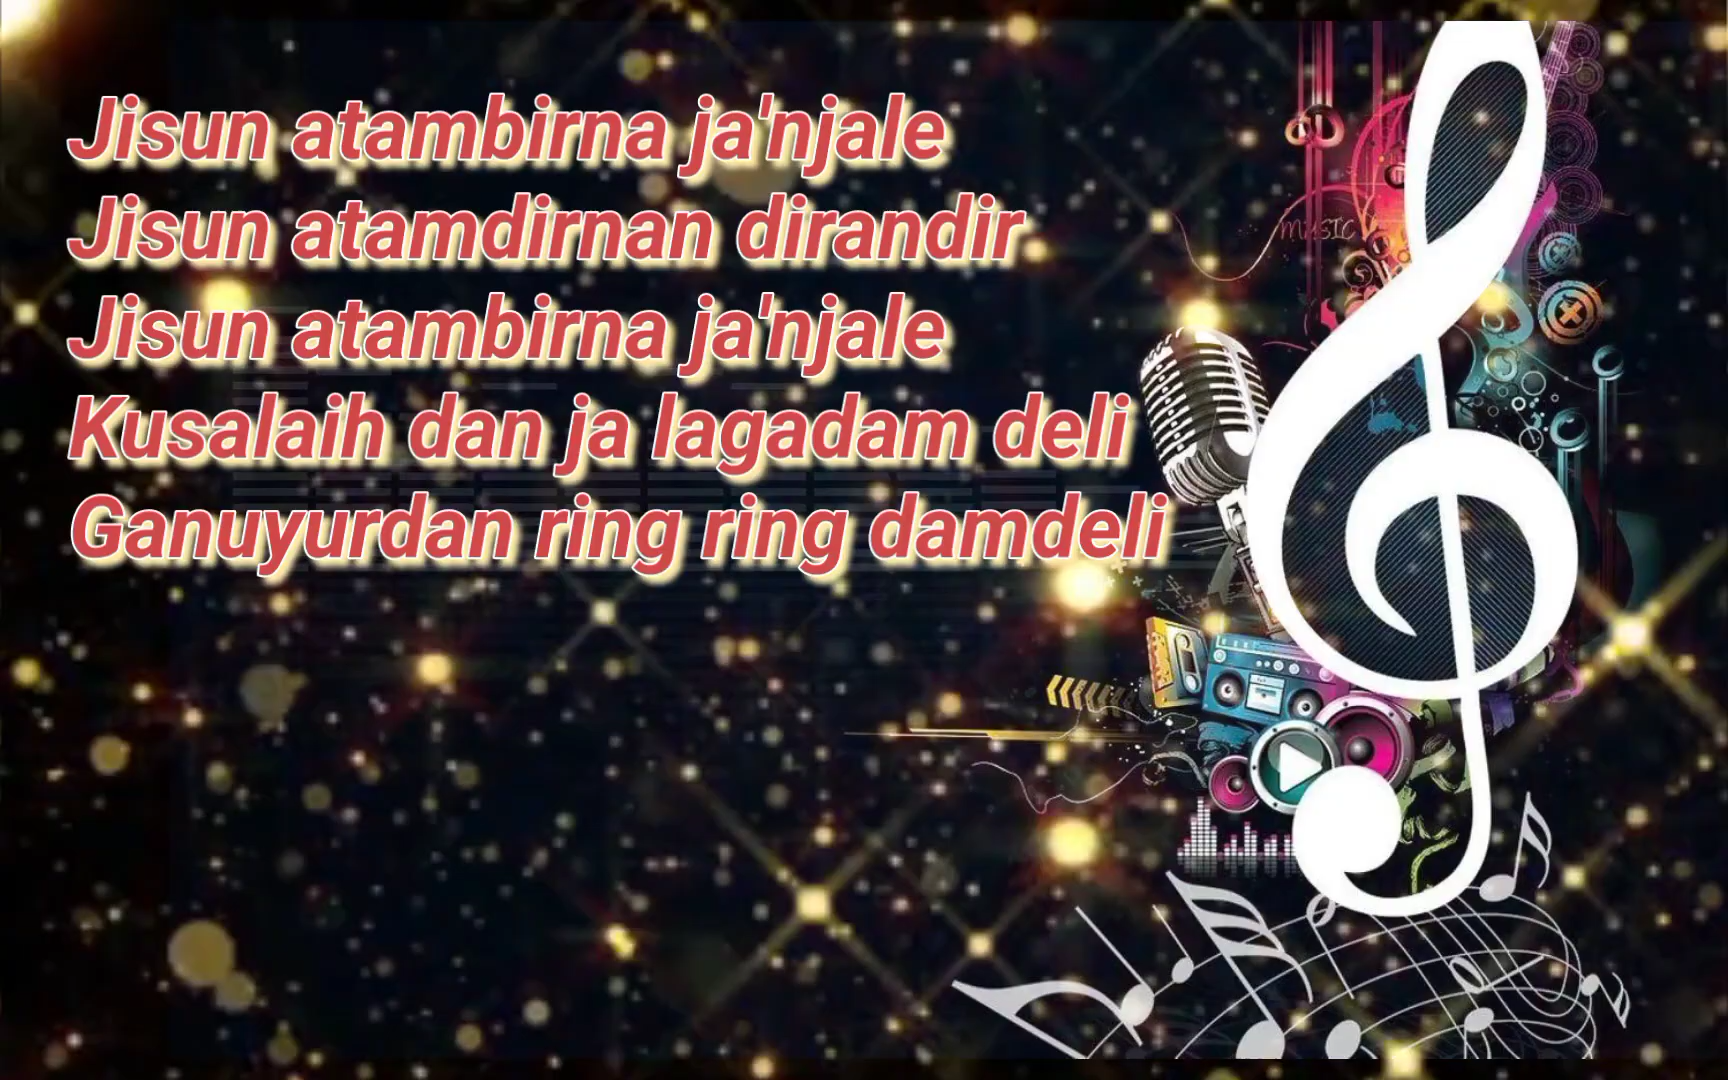 Jisun atambirna ja'njale
Jisun atamdirnan dirandir
Jisun atambirna ja'njale
Kusalaih dan ja lagadam deli
Ganuyurdan ring ring damdeli
MUSIC